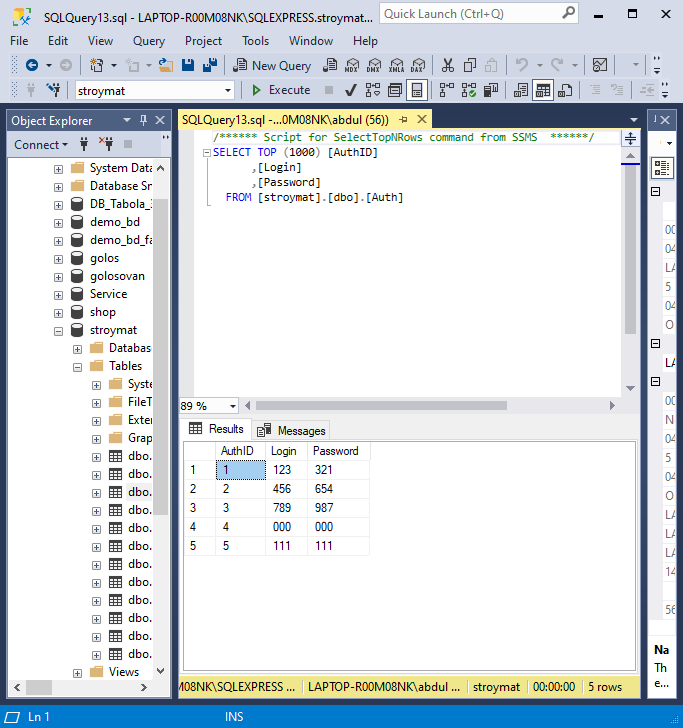 SQLQuery13.sql - LAPTOP-R00M08NK\SQLEXPRESS.stroymat...
Quick Launch (Ctrl+Q)
File Edit View Query Project Tools Window Help
New Query
MDX DMX XMLA DAX
stroymat
Execute
Object Explorer
SQLQuery13.sql -...0M08NK\abdul (56))
Connect
/****** Script for SelectTopNRows command from SSMS ******/
SELECT TOP (1000) [AuthID]
,[Login]
,[Password]
FROM [stroymat].[dbo].[Auth]
System Data
Database Sn
DB_Tabola_
demo_bd
demo_bd_fa
golos
golosovan
Service
shop
stroymat
Databas
Tables
Syste
FileT
Exter
Grap
dbo.
dbo.
dbo.
dbo.
dbo.
dbo.
dbo.
dbo.
dbo.
dbo.
dbo.
dbo.
Views
89 %
Results Messages
AuthID Login Password
1 1 123 321
2 2 456 654
3 3 789 987
4 4 000 000
5 5 111 111
00
04
LA
5
04
O
LA
00
N
04
5
04
O
LA
LA
LA
14
56
Na
Th
e...
M08NK\SQLEXPRESS ... LAPTOP-R00M08NK\abdul ... stroymat 00:00:00 5 rows
Ln 1 INS